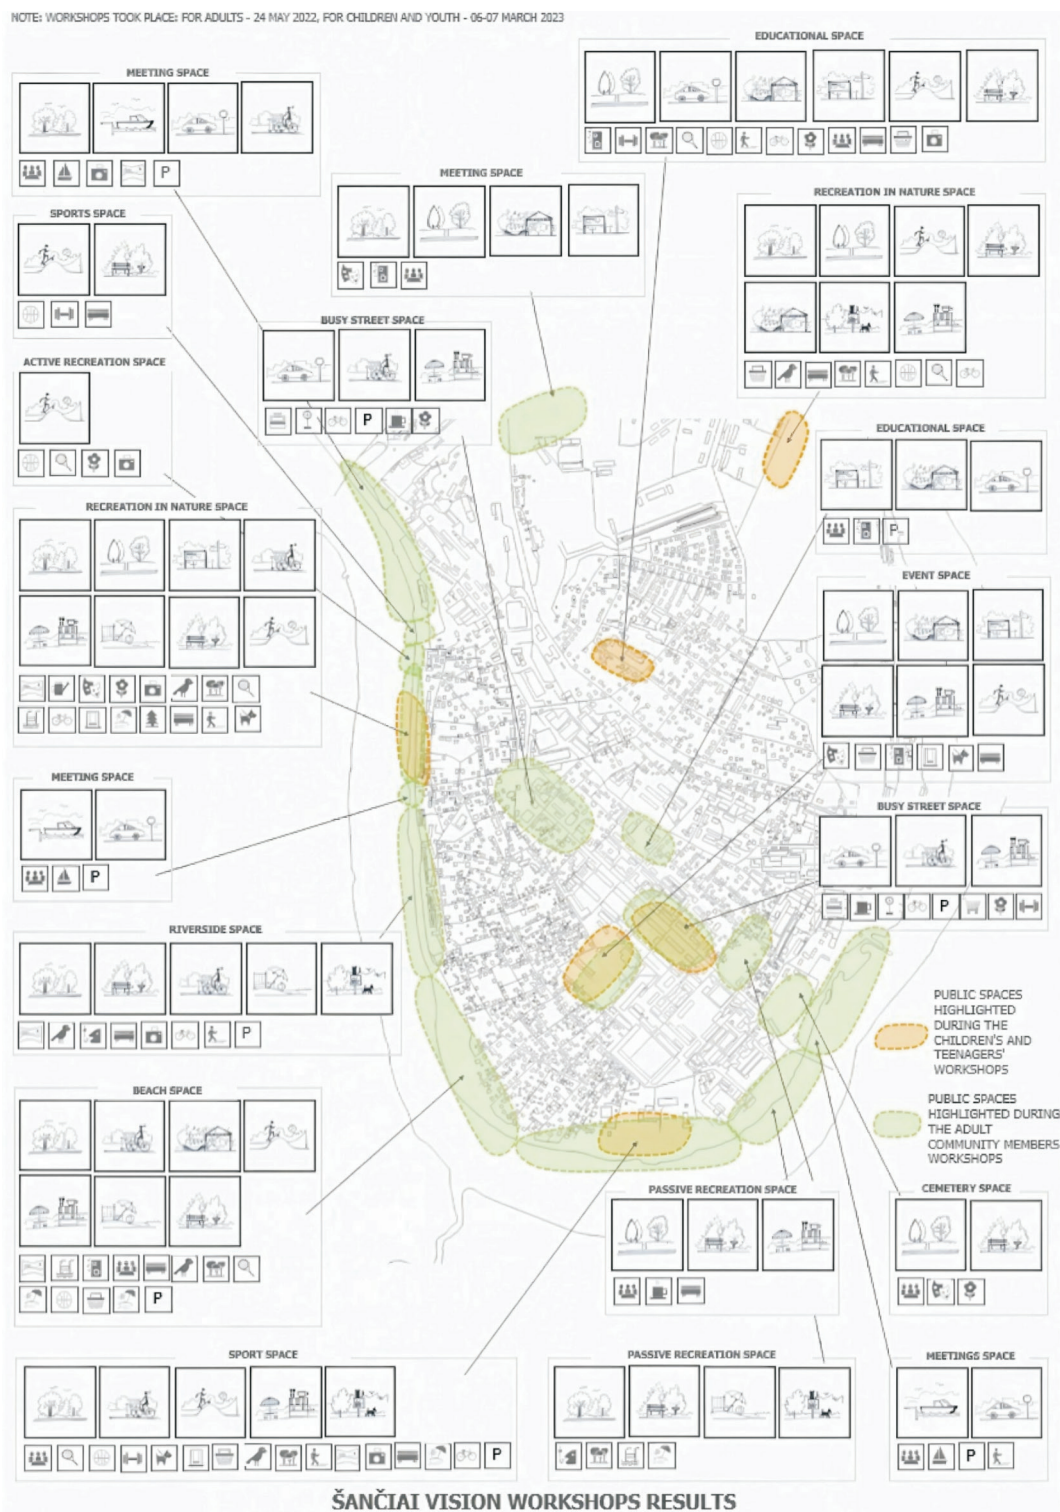 NOTE: WORKSHOPS TOOK PLACE: FOR ADULTS - 24 MAY 2022, FOR CHILDREN AND YOUTH - 06-07 MARCH 2023
EDUCATIONAL SPACE
MEETING SPACE
P
MEETING SPACE
RECREATION IN NATURE SPACE
SPORTS SPACE
BUSY STREET SPACE
P
ACTIVE RECREATION SPACE
EDUCATIONAL SPACE
P
RECREATION IN NATURE SPACE
EVENT SPACE
MEETING SPACE
P
BUSY STREET SPACE
P
RIVERSIDE SPACE
P
PUBLIC SPACES
HIGHLIGHTED
DURING THE
CHILDREN'S AND
TEENAGERS'
WORKSHOPS
PUBLIC SPACES
HIGHLIGHTED DURING
THE ADULT
COMMUNITY MEMBERS
WORKSHOPS
BEACH SPACE
P
PASSIVE RECREATION SPACE
CEMETERY SPACE
SPORT SPACE
P
PASSIVE RECREATION SPACE
MEETINGS SPACE
P
ŠANČIAI VISION WORKSHOPS RESULTS